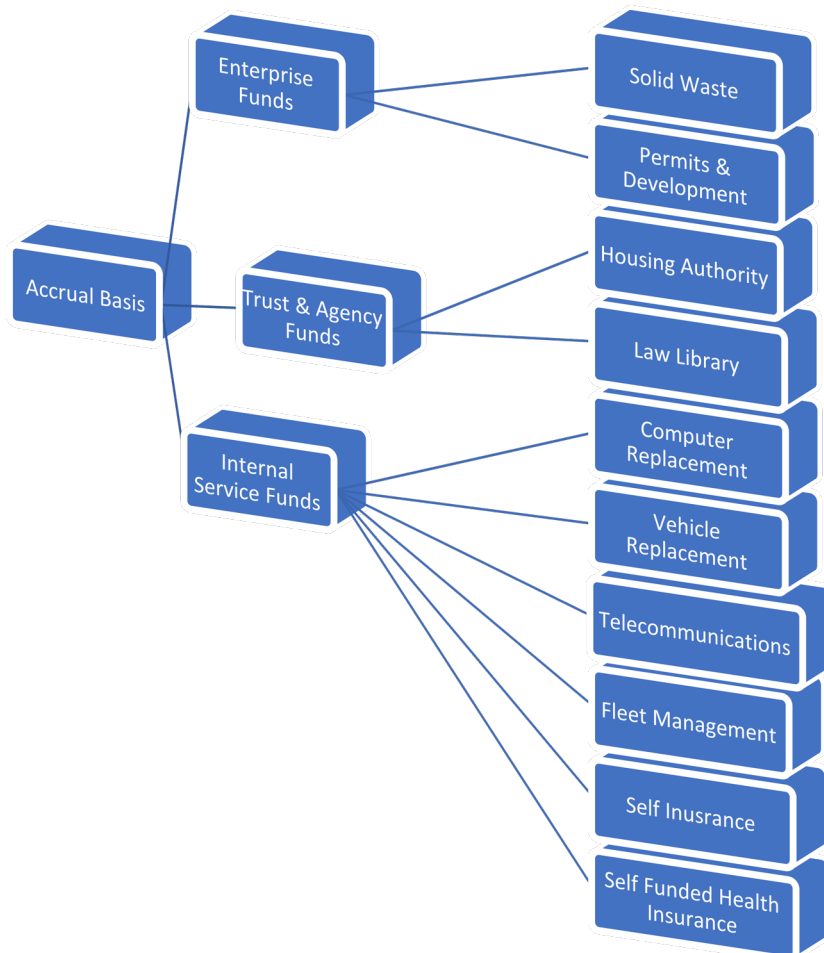 Enterprise
Funds
Solid Waste
Permits &
Development
Accrual Basis
Trust & Agency
Funds
Housing Authority
Law Library
Internal
Service Funds
Computer
Replacement
Vehicle
Replacement
Telecommunications
Fleet Management
Self Inusrance
Self Funded Health
Insurance